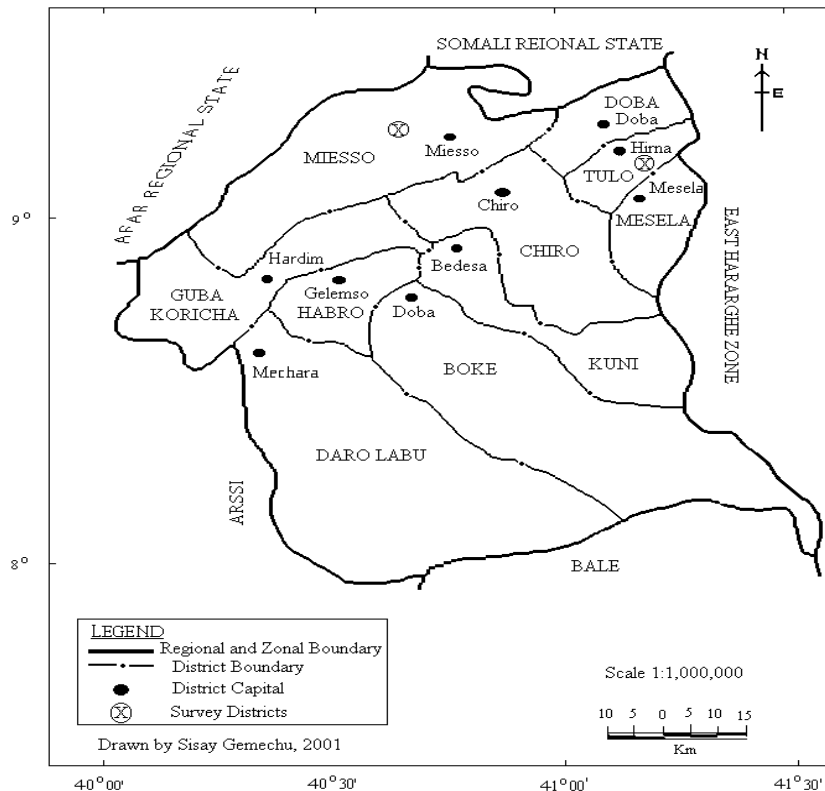 SOMALI REIONAL STATE
N
E
AFAR REGIONAL STATE
DOBA
Doba
Hirna
MIESSO
Miesso
TULO
Mesela
MESELA
Chiro
9°
CHIRO
EAST HARARGHE ZONE
Hardim
Bedesa
GUBA
KORICHA
Gelemso
HABRO
Doba
Mechara
BOKE
KUNI
DARO LABU
ARSSI
8°
BALE
LEGEND
Regional and Zonal Boundary
District Boundary
District Capital
Survey Districts
Drawn by Sisay Gemechu, 2001
Scale 1:1,000,000
10 5 0 5 10 15
Km
40°00' 40°30' 41°00' 41°30'